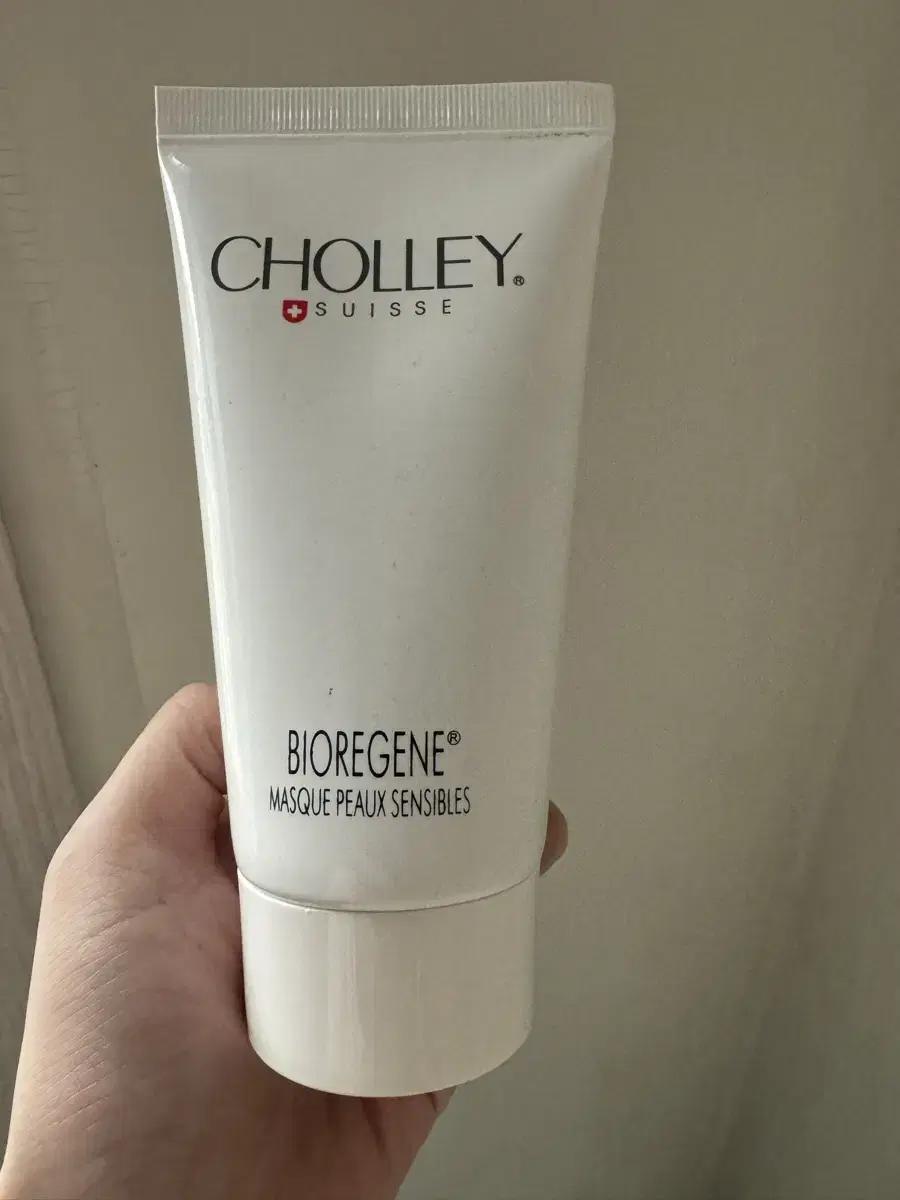 CHOLLEY®
SUISSE
BIOREGENE®
MASQUE PEAUX SENSIBLES